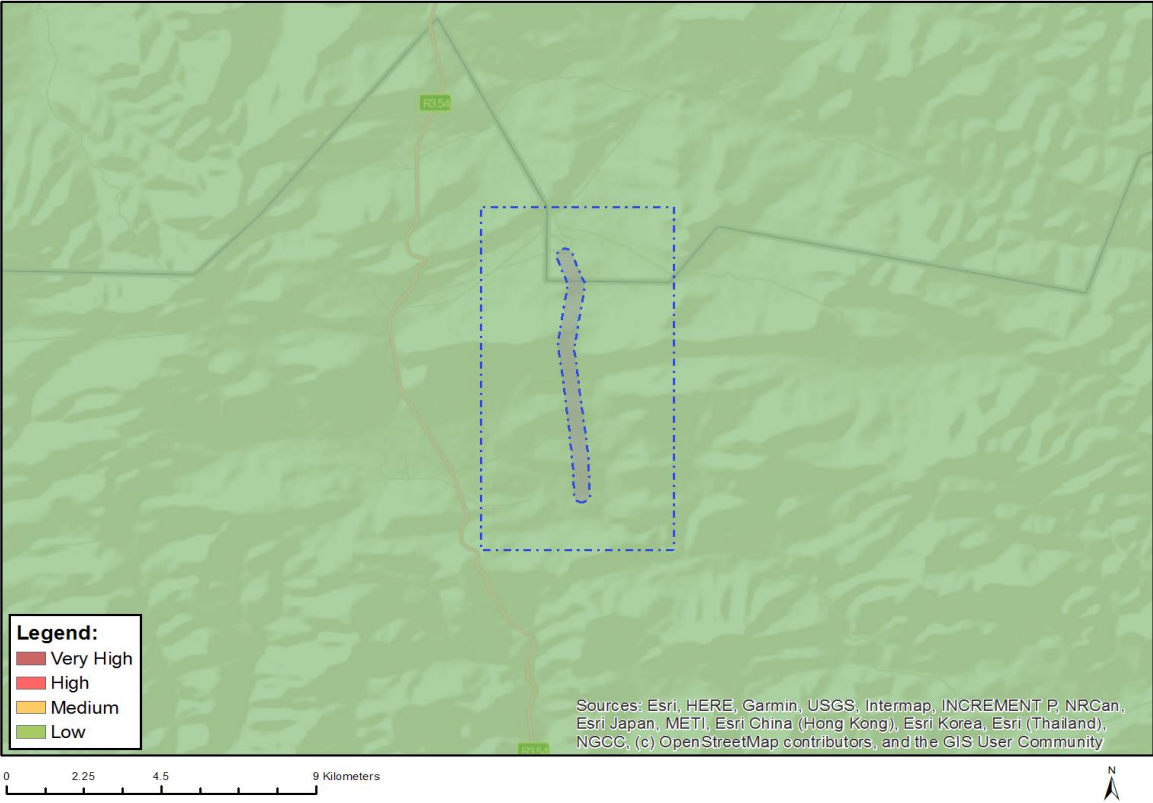 R354
Legend:
Very High
High
Medium
Low
Sources: Esri, HERE, Garmin, USGS, Intermap, INCREMENT P, NRCan,
Esri Japan, METI, Esri China (Hong Kong), Esri Korea, Esri (Thailand),
NGCC, (c) OpenStreetMap contributors, and the GIS User Community
R354
0 2.25 4.5 9 Kilometers
N